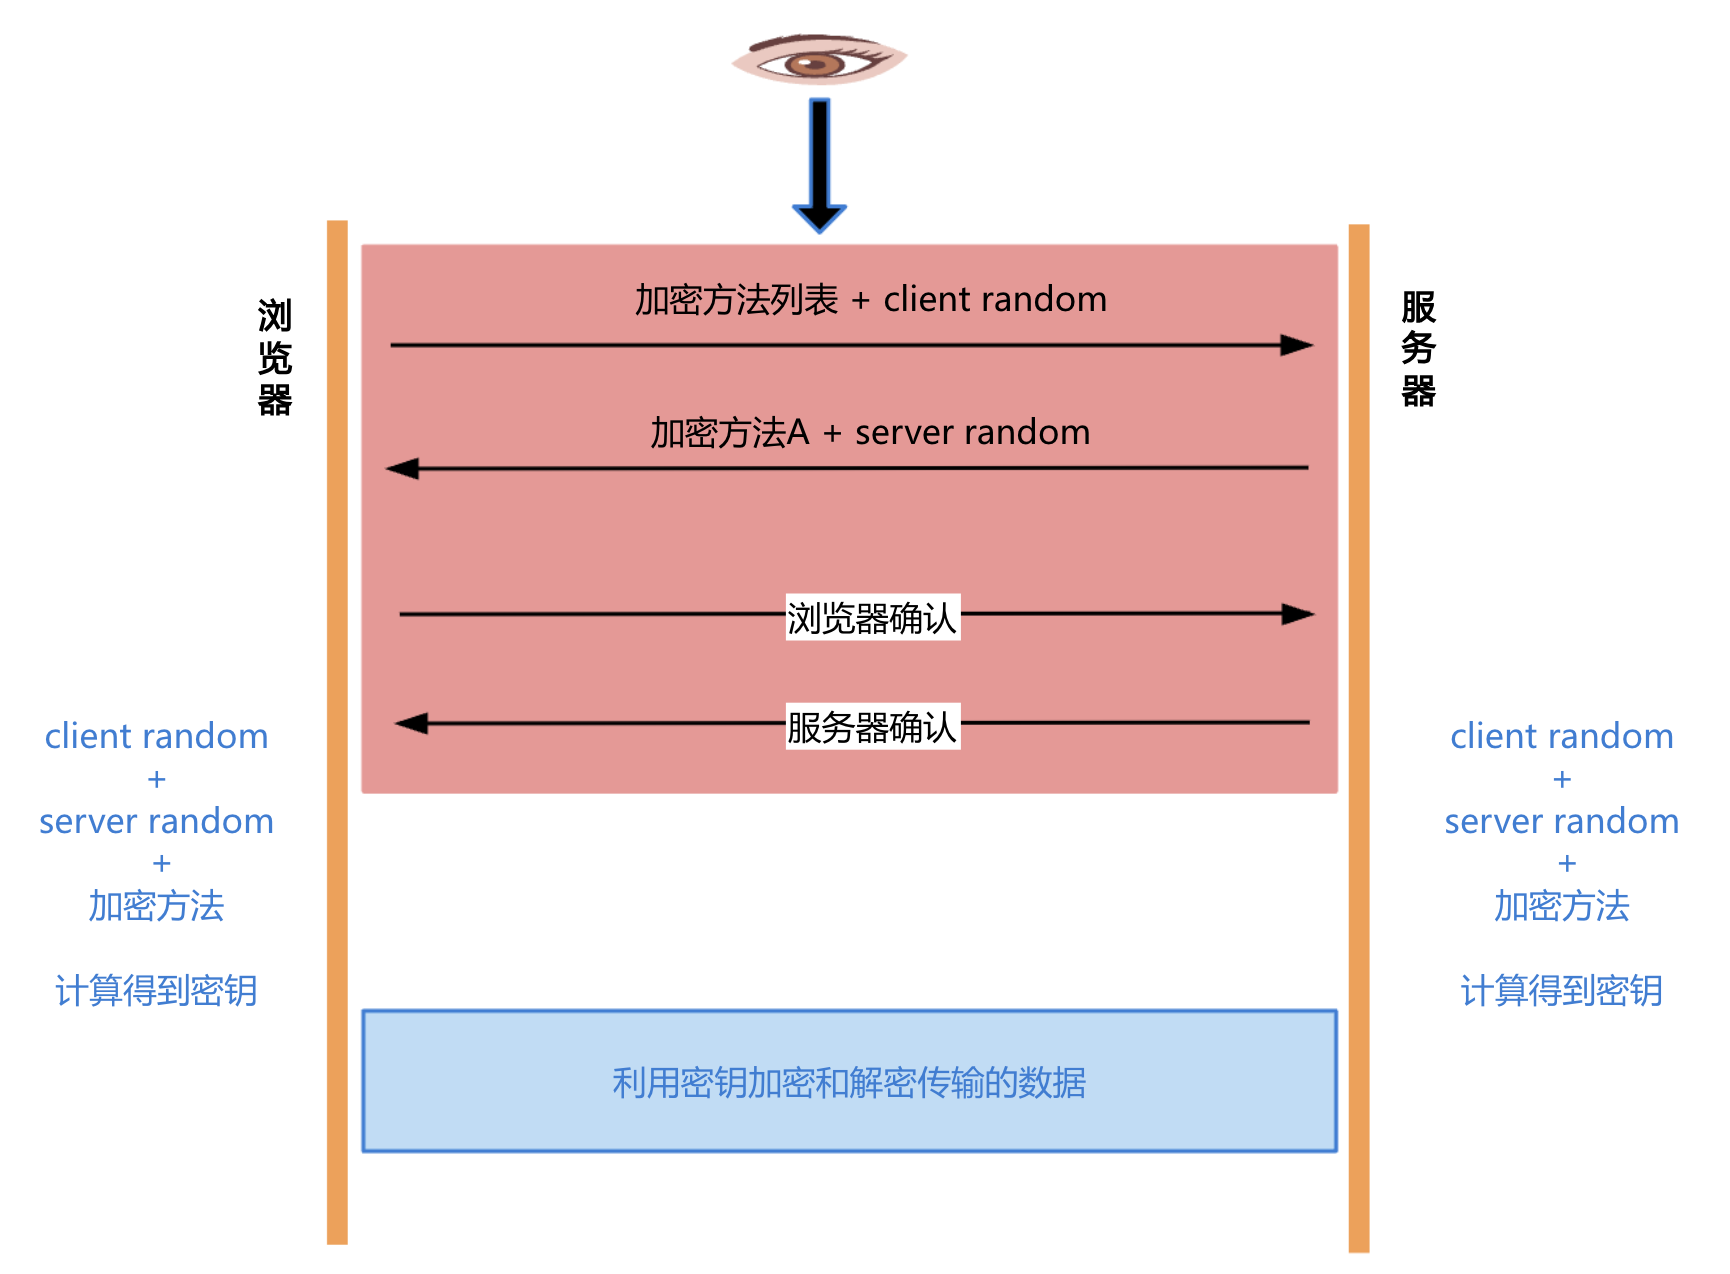 浏览器
服务器
加密方法列表 + client random
加密方法A + server random
浏览器确认
服务器确认
client random
+
server random
+
加密方法
计算得到密钥
client random
+
server random
+
加密方法
计算得到密钥
利用密钥加密和解密传输的数据